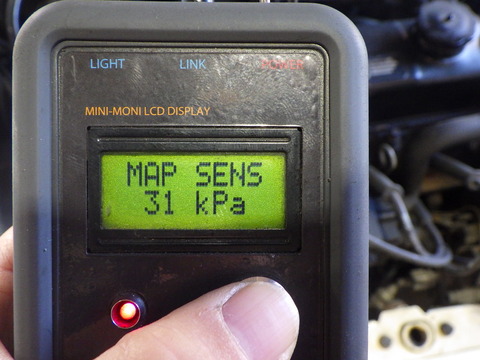 LIGHT LINK POWER
MINI-MONI LCD DISPLAY
MAP SENS
31 kPa